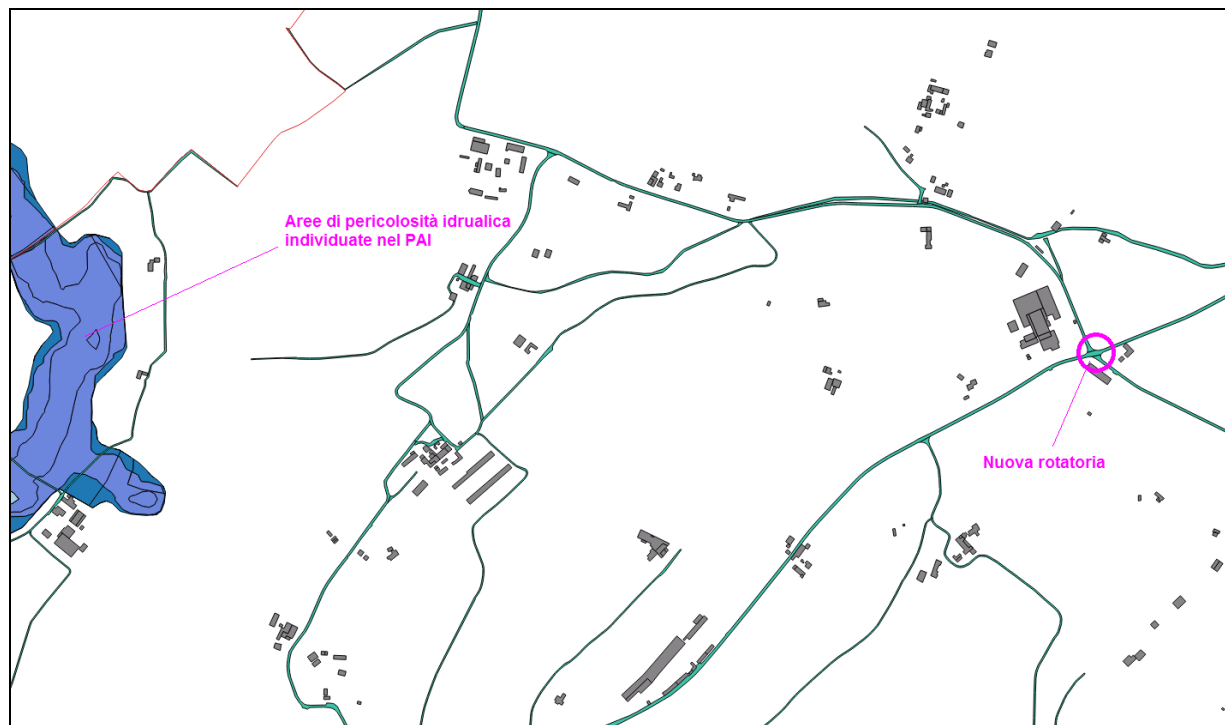 Aree di pericolosità idrualica
individuate nel PAI
Nuova rotatoria